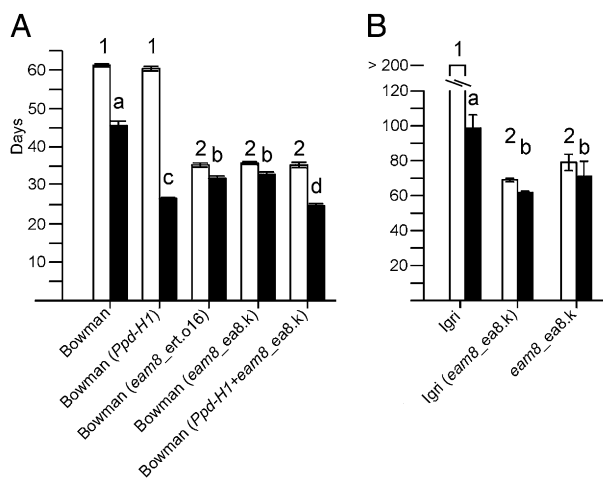 A
B
Days
60
50
40
30
20
10
1
a
1
c
2
b
2
b
2
d
Bowman
Bowman (Ppd-H1)
Bowman (eam8_ert.o16)
Bowman (eam8_ea8.k)
Bowman (Ppd-H1+eam8_ea8.k)
> 200
120
100
80
60
40
20
1
a
2
b
2
b
Igri
Igri (eam8_ea8.k)
eam8_ea8.k